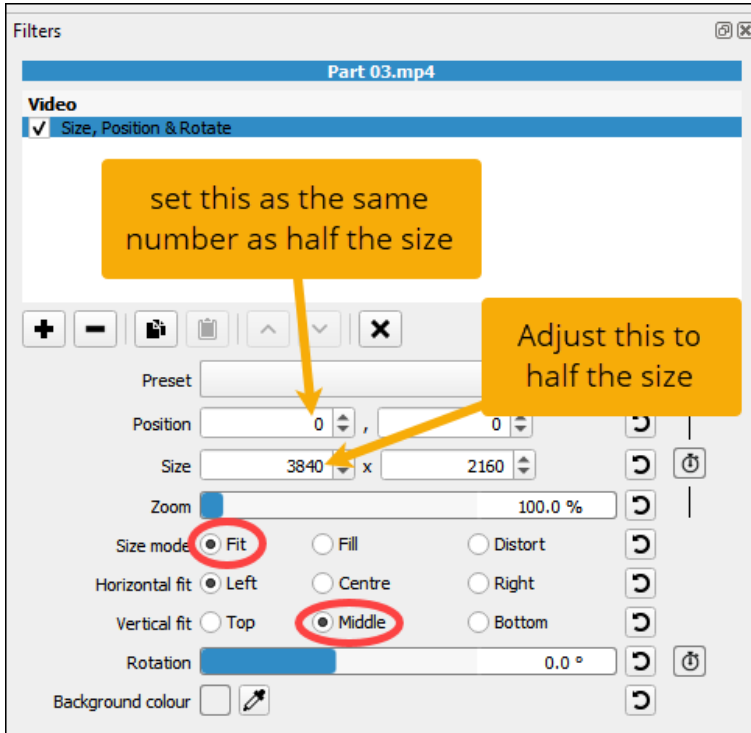 Filters
Part 03.mp4
Video
Size, Position & Rotate
set this as the same
number as half the size
Adjust this to
half the size
Preset
Position 0 , 0
Size 3840 x 2160
Zoom 100.0 %
Size mode Fit Fill Distort
Horizontal fit Left Centre Right
Vertical fit Top Middle Bottom
Rotation 0.0 °
Background colour